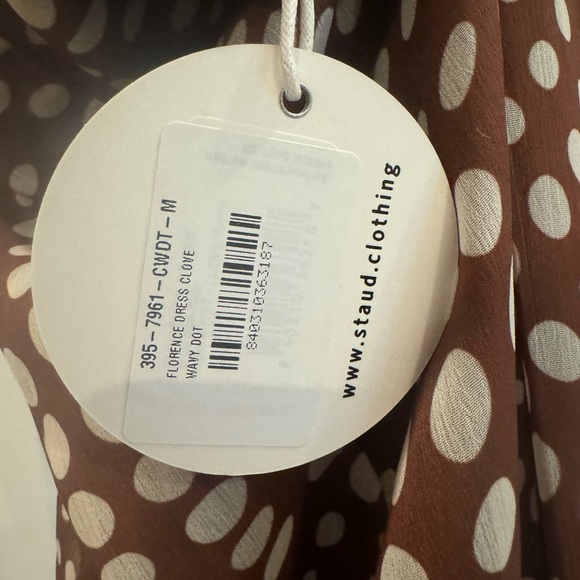 395-7961-CWDT-M
FLORENCE DRESS CLOVE
WAVY DOT
840310363187
www.staud.clothing